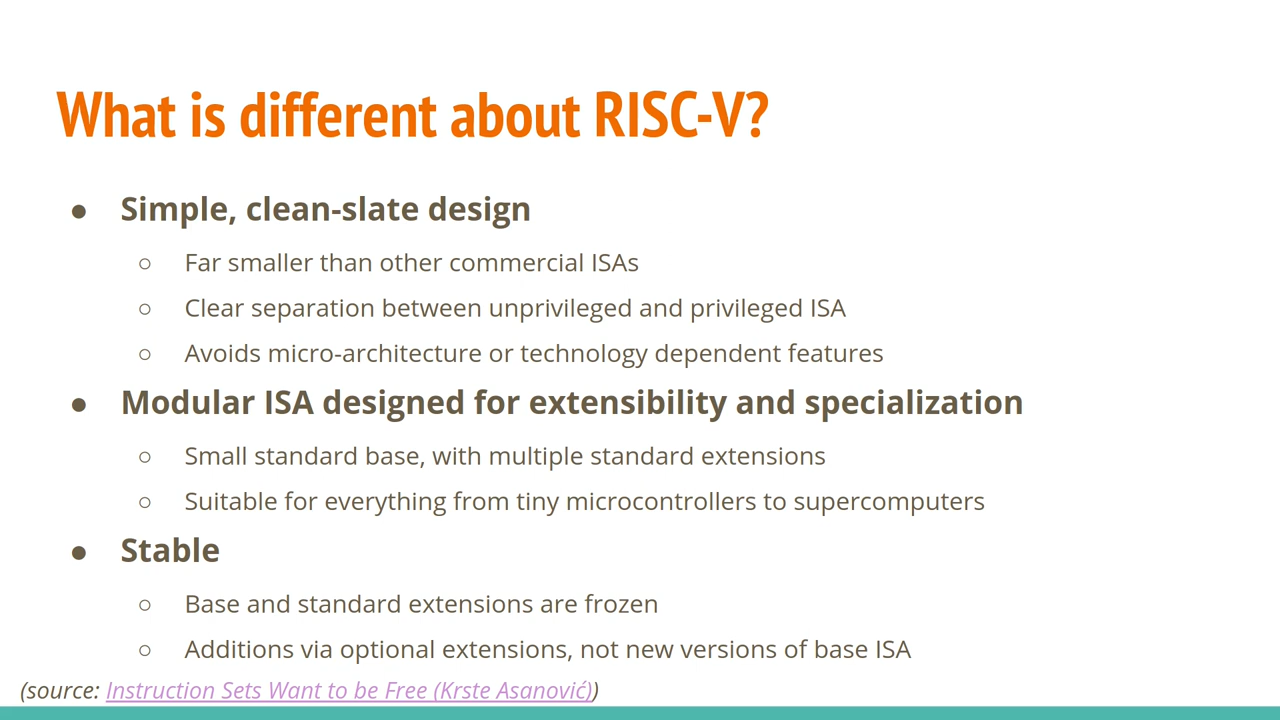 What is different about RISC-V?
● Simple, clean-slate design
○ Far smaller than other commercial ISAs
○ Clear separation between unprivileged and privileged ISA
○ Avoids micro-architecture or technology dependent features
● Modular ISA designed for extensibility and specialization
○ Small standard base, with multiple standard extensions
○ Suitable for everything from tiny microcontrollers to supercomputers
● Stable
○ Base and standard extensions are frozen
○ Additions via optional extensions, not new versions of base ISA
(source: Instruction Sets Want to be Free (Krste Asanović))